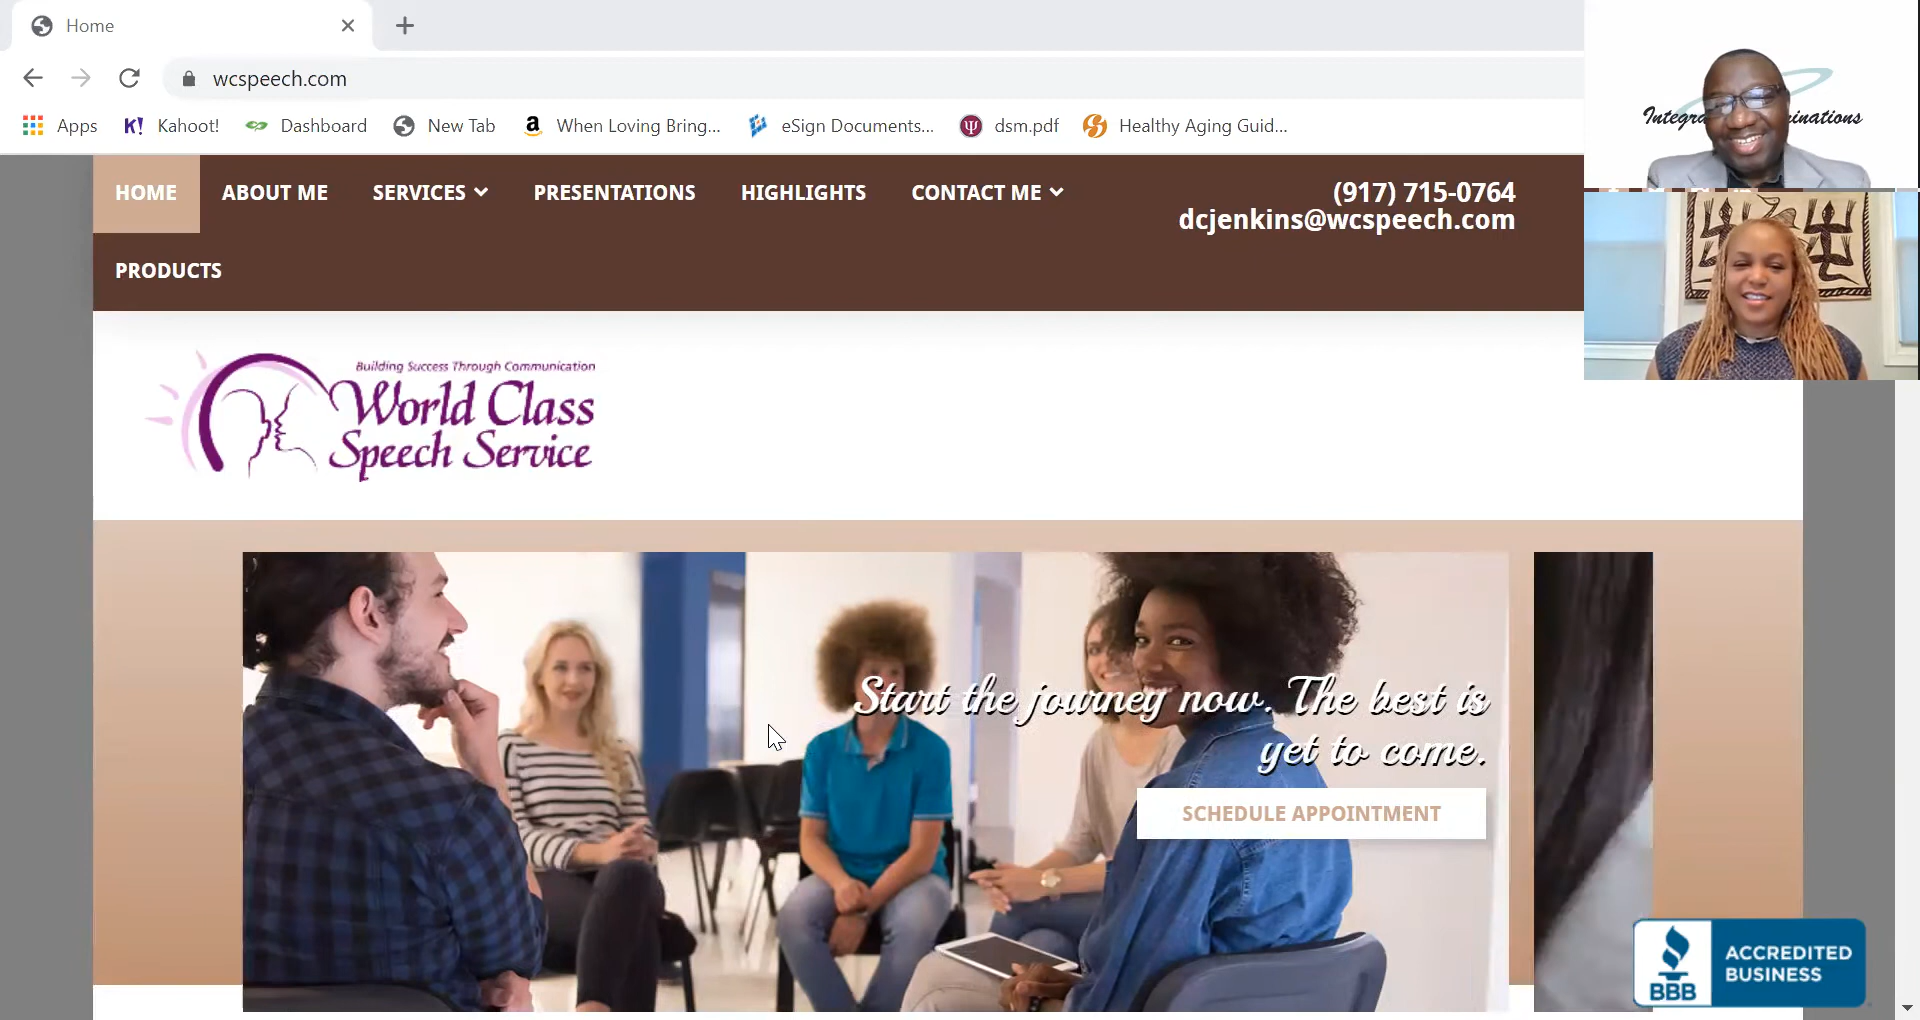 Home
wcspeech.com
Apps
Kahoot!
Dashboard
New Tab
When Loving Bring...
eSign Documents...
dsm.pdf
Healthy Aging Guid...
HOME ABOUT ME SERVICES PRESENTATIONS HIGHLIGHTS CONTACT ME
PRODUCTS
(917) 715-0764
dcjenkins@wcspeech.com
Building Success Through Communication
World Class
Speech Service
Start the journey now. The best is
yet to come.
SCHEDULE APPOINTMENT
BBB
ACCREDITED
BUSINESS